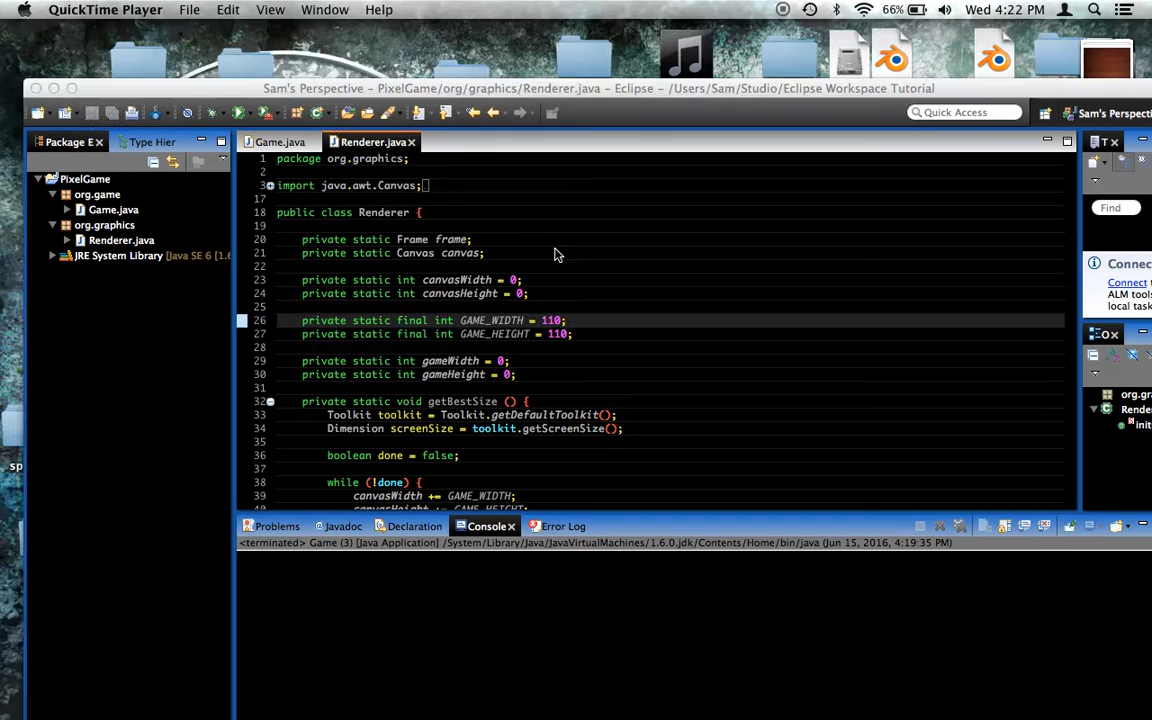 QuickTime Player File Edit View Window Help 66% Wed 4:22 PM
Sam's Perspective - PixelGame/org/graphics/Renderer.java - Eclipse - /Users/Sam/Studio/Eclipse Workspace Tutorial
Quick Access Sam's Perspecti
Package E Type Hier
Game.java Renderer.java
PixelGame
org.game
Game.java
org.graphics
Renderer.java
JRE System Library [Java SE 6 [1.6
1 package org.graphics;
2
3 import java.awt.Canvas;
17
18 public class Renderer {
19
20 private static Frame frame;
21 private static Canvas canvas;
22
23 private static int canvasWidth = 0;
24 private static int canvasHeight = 0;
25
26 private static final int GAME_WIDTH = 110;
27 private static final int GAME_HEIGHT = 110;
28
29 private static int gameWidth = 0;
30 private static int gameHeight = 0;
31
32 private static void getBestSize () {
33 Toolkit toolkit = Toolkit.getDefaultToolkit();
34 Dimension screenSize = toolkit.getScreenSize();
35
36 boolean done = false;
37
38 while (!done) {
39 canvasWidth += GAME_WIDTH;
T
Find
Connec
Connect t
ALM tools
local task
O
org.gra
Rende
init
sp
Problems Javadoc Declaration Console Error Log
<terminated> Game (3) [Java Application] /System/Library/Java/JavaVirtualMachines/1.6.0.jdk/Contents/Home/bin/java (Jun 15, 2016, 4:19:35 PM)